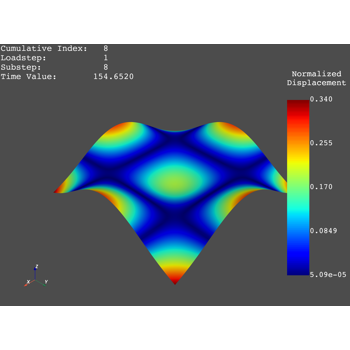 Cumulative Index: 8
Loadstep: 1
Substep: 8
Time Value: 154.6520
Normalized
Displacement
0.340
0.255
0.170
0.0849
5.09e-05
Z
X Y